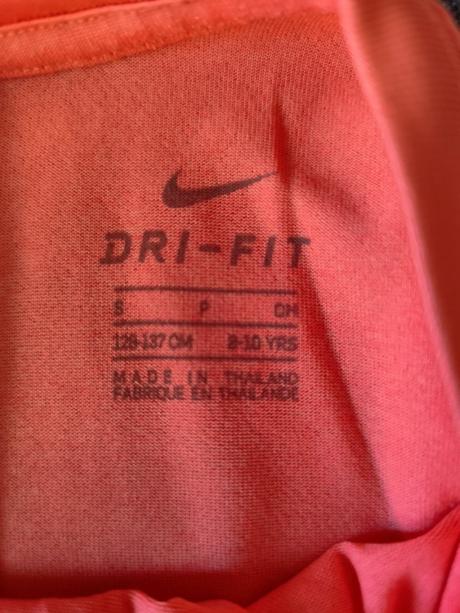 DRI-FIT
S P CH
128-137 CM 8-10 YRS
MADE IN THAILAND
FABRIQUE EN THAILANDE